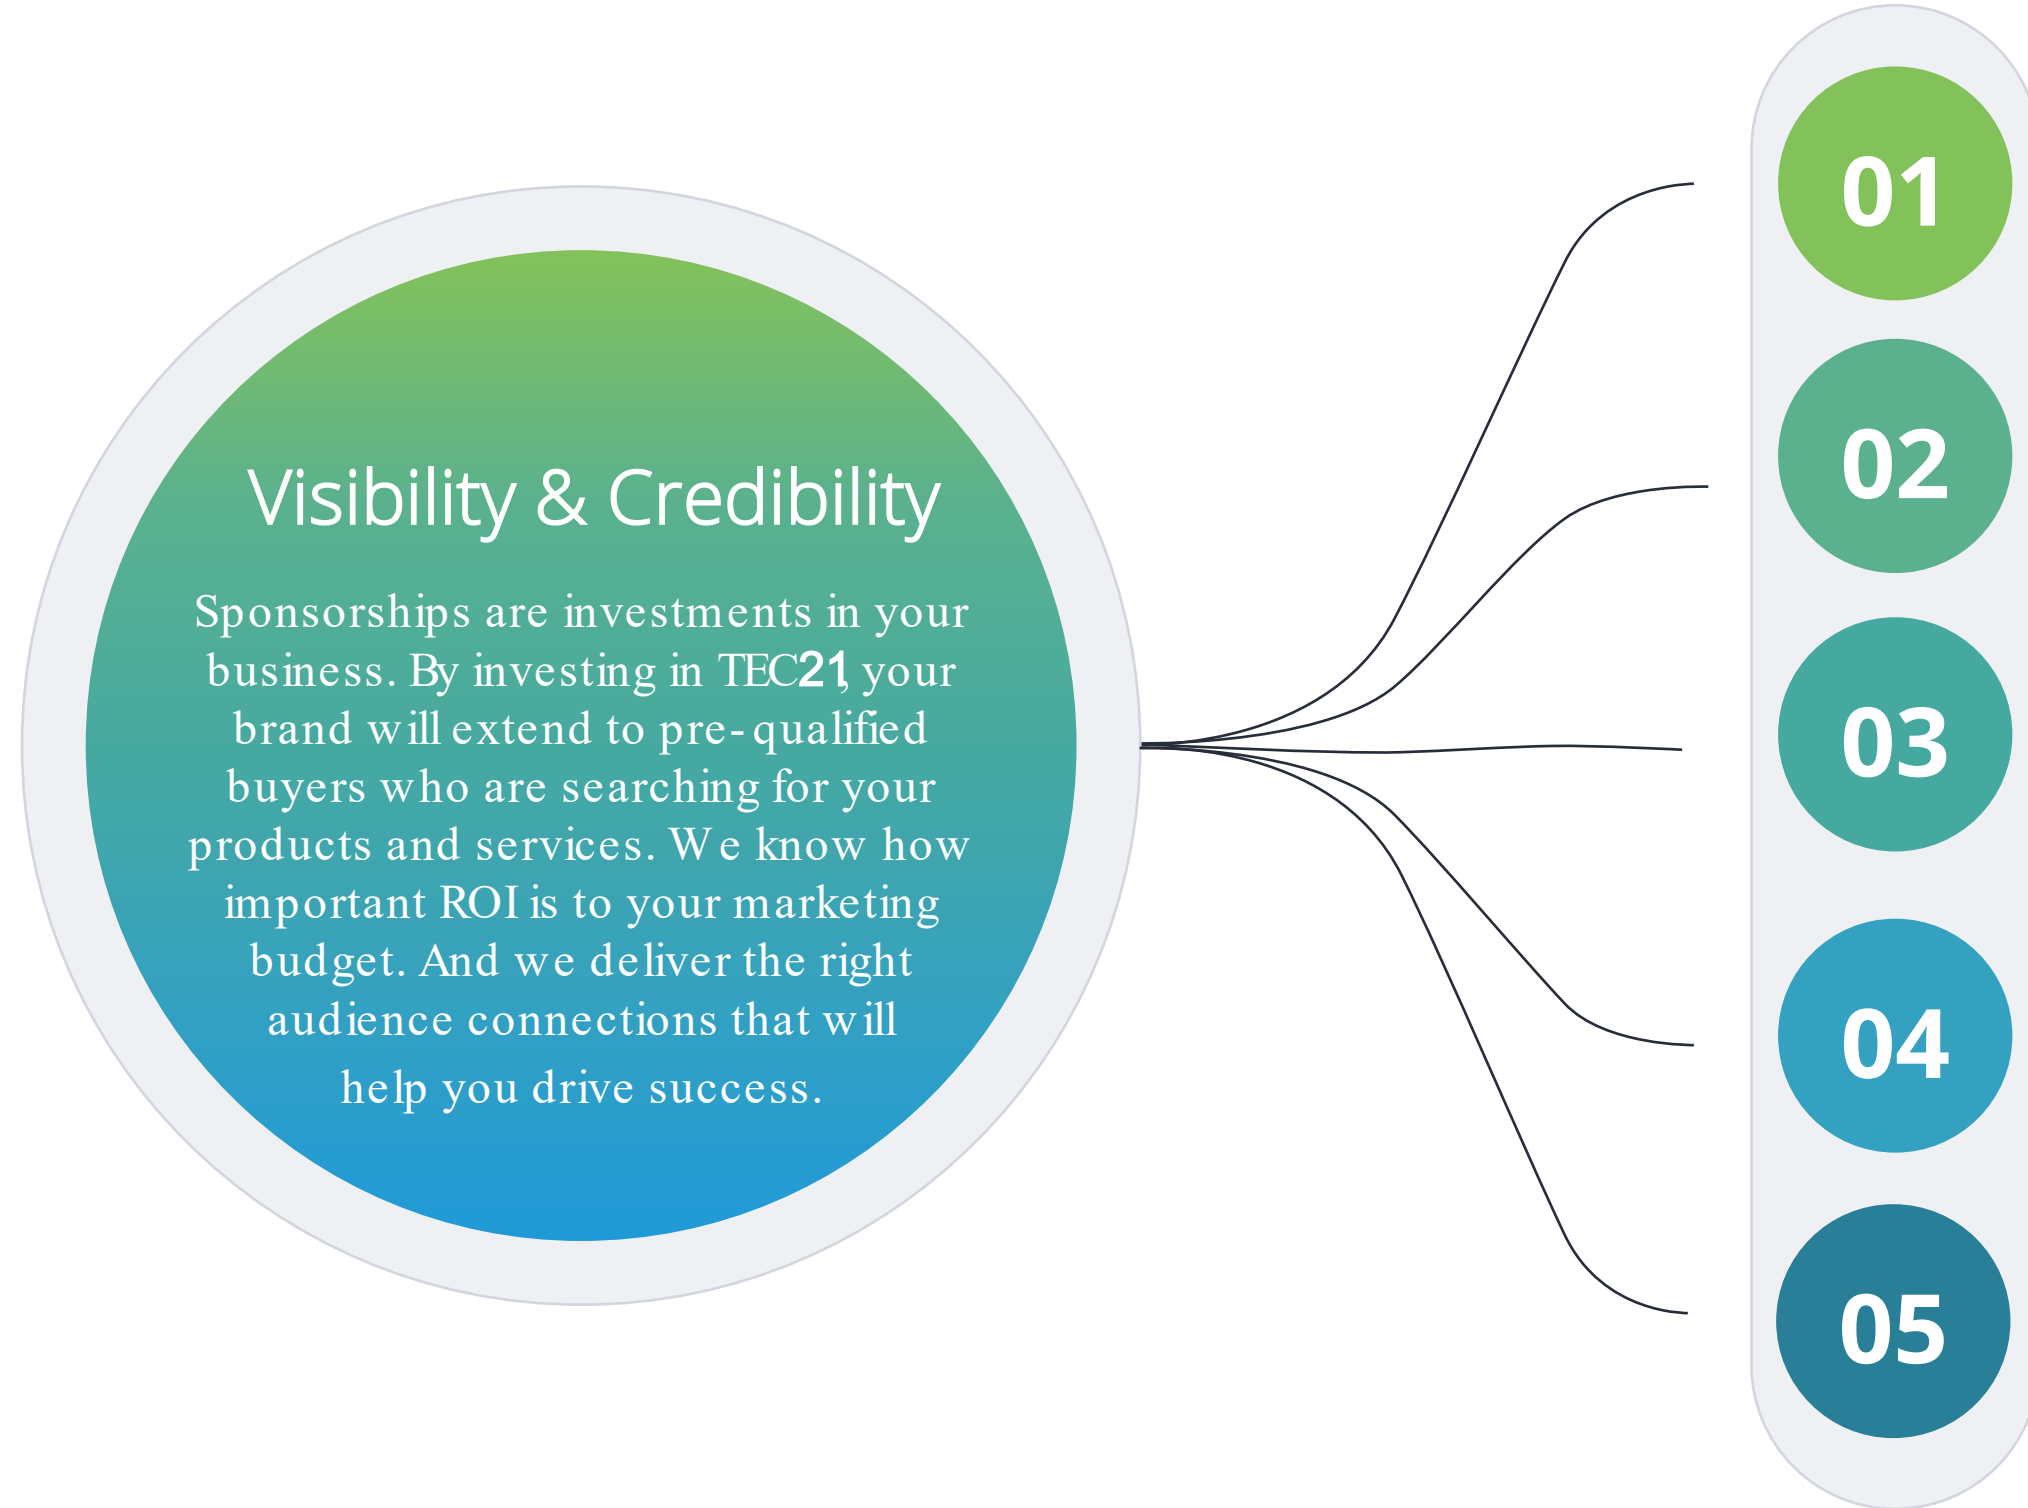 Visibility & Credibility
Sponsorships are investments in your
business. By investing in TEC21, your
brand will extend to pre-qualified
buyers who are searching for your
products and services. We know how
important ROI is to your marketing
budget. And we deliver the right
audience connections that will
help you drive success.
01
02
03
04
05